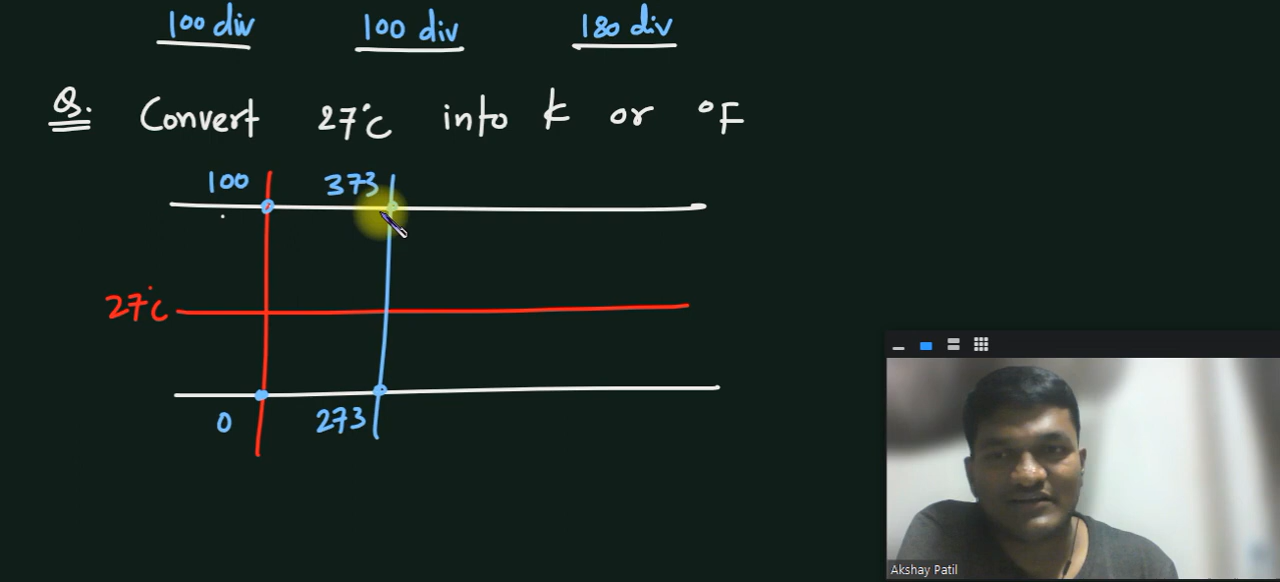 100 div 100 div 180 div
Q. Convert 27°C into k or °F
100 373
27°C
0 273
Akshay Patil